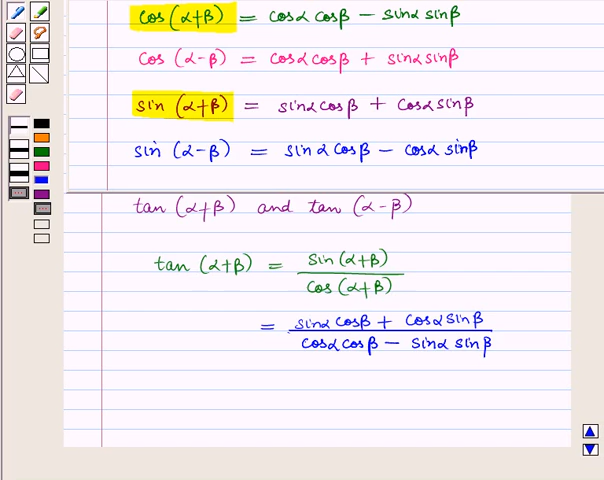 cos (α+β) = cosα cosβ − sinα sinβ
cos (α−β) = cosα cosβ + sinα sinβ
sin (α+β) = sinα cosβ + cosα sinβ
sin (α−β) = sinα cosβ − cosα sinβ
tan (α+β) and tan (α−β)
tan (α+β) = sin (α+β)
cos (α+β)
= sinα cosβ + cosα sinβ
cosα cosβ − sinα sinβ